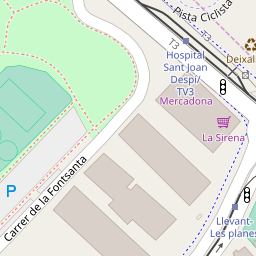 Pista Ciclista
T3
Hospital
Sant Joan
Despí/
TV3
Mercadona
Deixal
T3
La Sirena
P
Carrer de la Fontsanta
Llevant-
Les planes